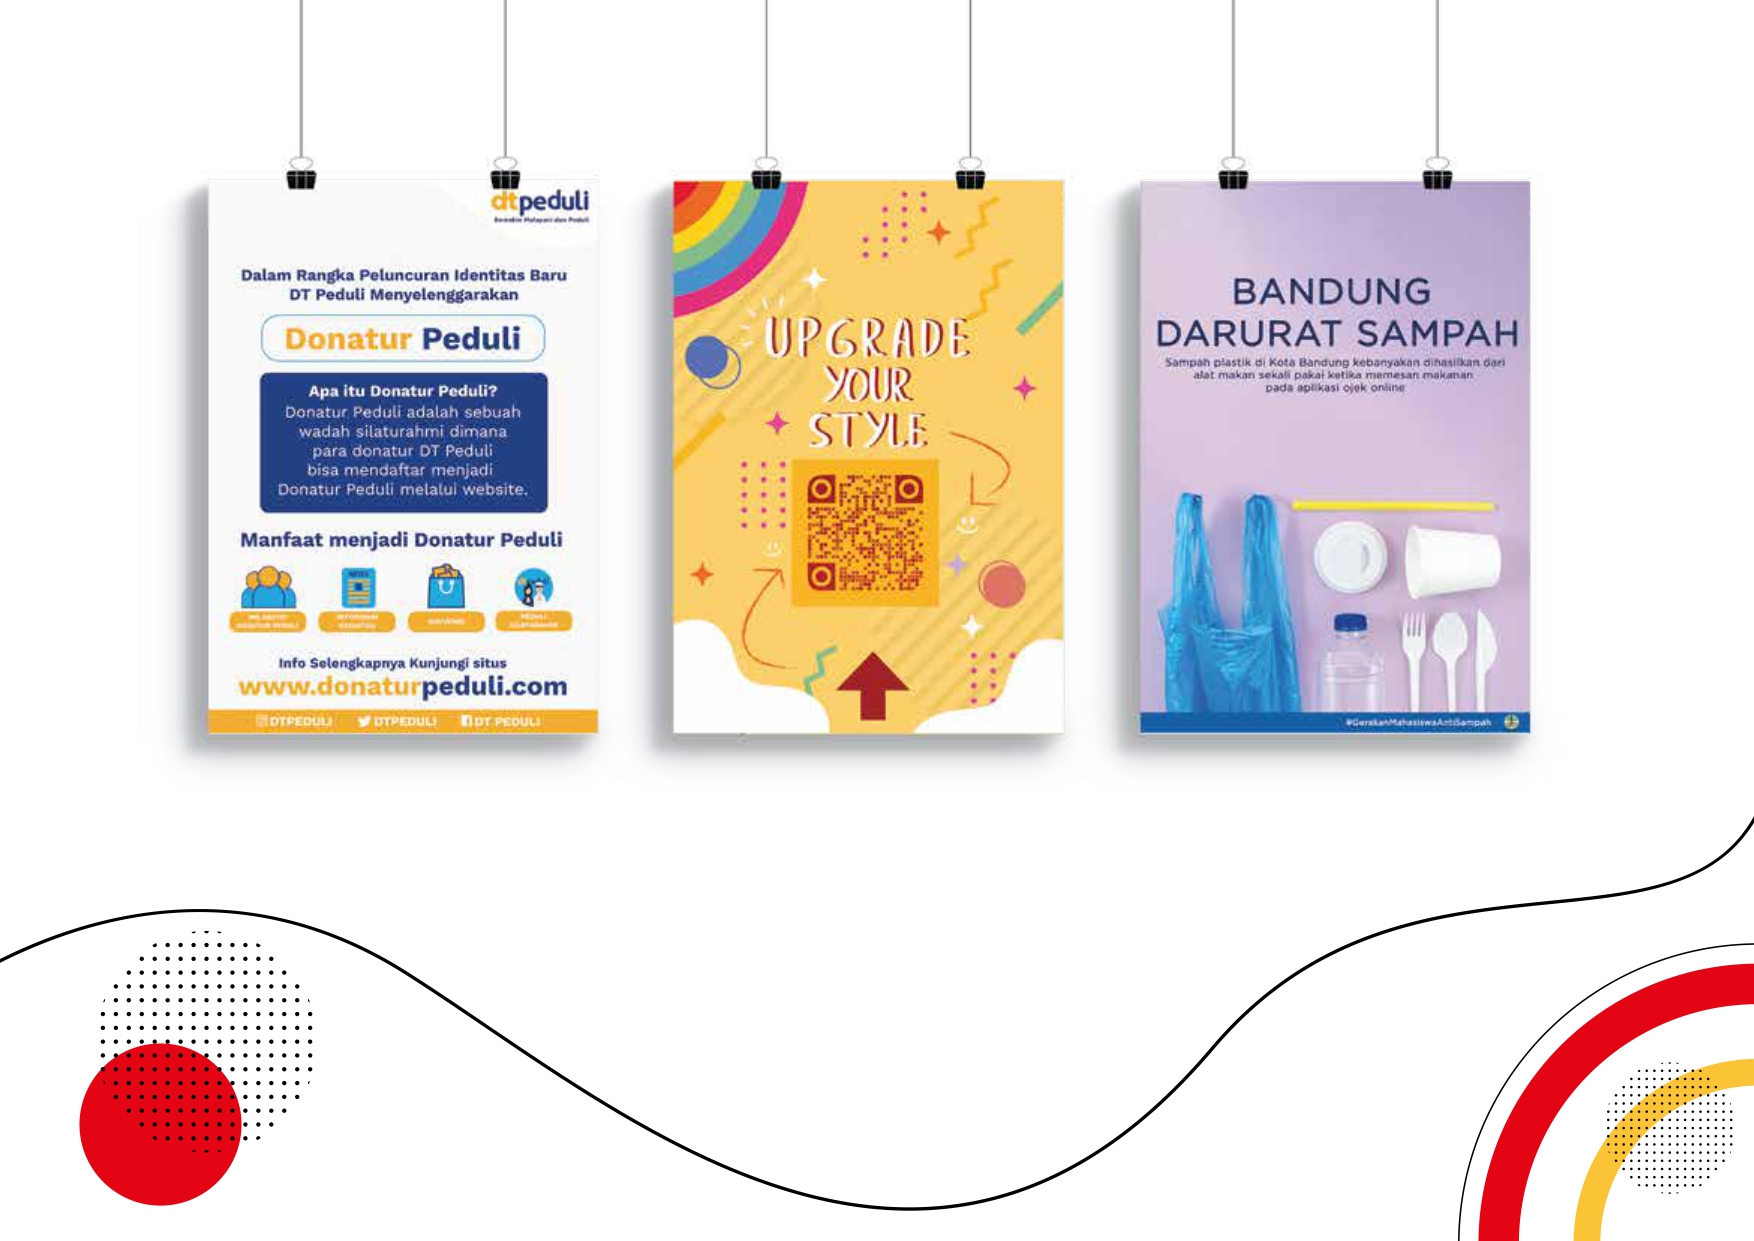 dtpeduli
Dalam Rangka Peluncuran Identitas Baru
DT Peduli Menyelenggarakan
Donatur Peduli
Apa itu Donatur Peduli?
Donatur Peduli adalah sebuah
wadah silaturahmi dimana
para donatur DT Peduli
bisa mendaftar menjadi
Donatur Peduli melalui website.
Manfaat menjadi Donatur Peduli
Info Selengkapnya Kunjungi situs
www.donaturpeduli.com
DTPEDULI DTPEDULI DT PEDULI
UPGRADE
YOUR
STYLE
BANDUNG
DARURAT SAMPAH
Sampah plastik di Kota Bandung kebanyakan dihasilkan dari
alat makan sekali pakai ketika memesan makanan
pada aplikasi ojek online
#GerakanMahasiswaAntiSampah